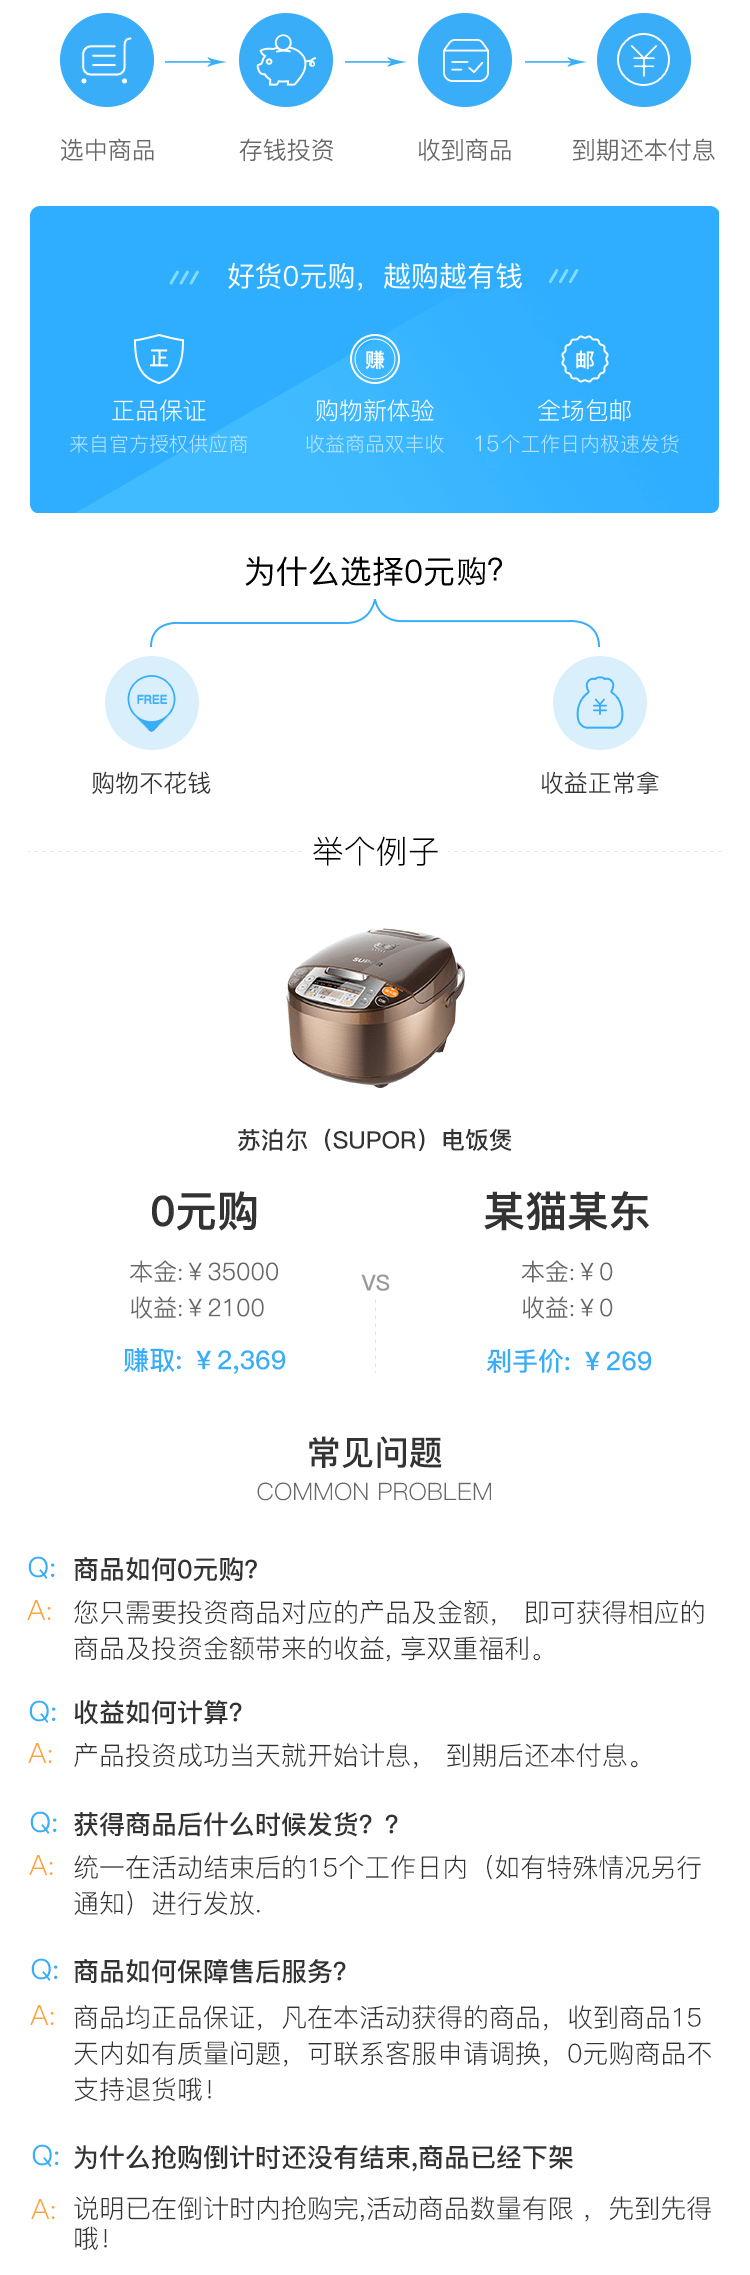 选中商品 存钱投资 收到商品 到期还本付息
好货0元购，越购越有钱
正 赚 邮
正品保证 购物新体验 全场包邮
来自官方授权供应商 收益商品双丰收 15个工作日内极速发货
为什么选择0元购?
FREE
购物不花钱 收益正常拿
举个例子
SUPOR
苏泊尔（SUPOR）电饭煲
0元购 某猫某东
本金:￥35000 本金:￥0
VS
收益:￥2100 收益:￥0
赚取: ￥2,369 剁手价: ￥269
常见问题
COMMON PROBLEM
Q: 商品如何0元购?
A: 您只需要投资商品对应的产品及金额， 即可获得相应的
商品及投资金额带来的收益, 享双重福利。
Q: 收益如何计算?
A: 产品投资成功当天就开始计息， 到期后还本付息。
Q: 获得商品后什么时候发货? ?
A: 统一在活动结束后的15个工作日内（如有特殊情况另行
通知）进行发放.
Q: 商品如何保障售后服务?
A: 商品均正品保证，凡在本活动获得的商品，收到商品15
天内如有质量问题，可联系客服申请调换，0元购商品不
支持退货哦!
Q: 为什么抢购倒计时还没有结束,商品已经下架
A: 说明已在倒计时内抢购完,活动商品数量有限 ，先到先得
哦!